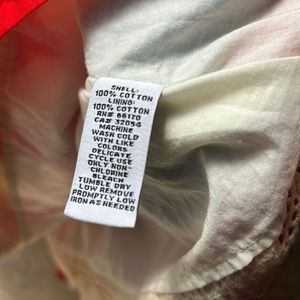 SHELL:
100% COTTON
LINING:
100% COTTON
RN# 66170
CA# 32054
MACHINE
WASH COLD
WITH LIKE
COLORS
DELICATE
CYCLE USE
ONLY NON-
CHLORINE
BLEACH
TUMBLE DRY
LOW REMOVE
PROMPTLY LOW
IRON AS NEEDED